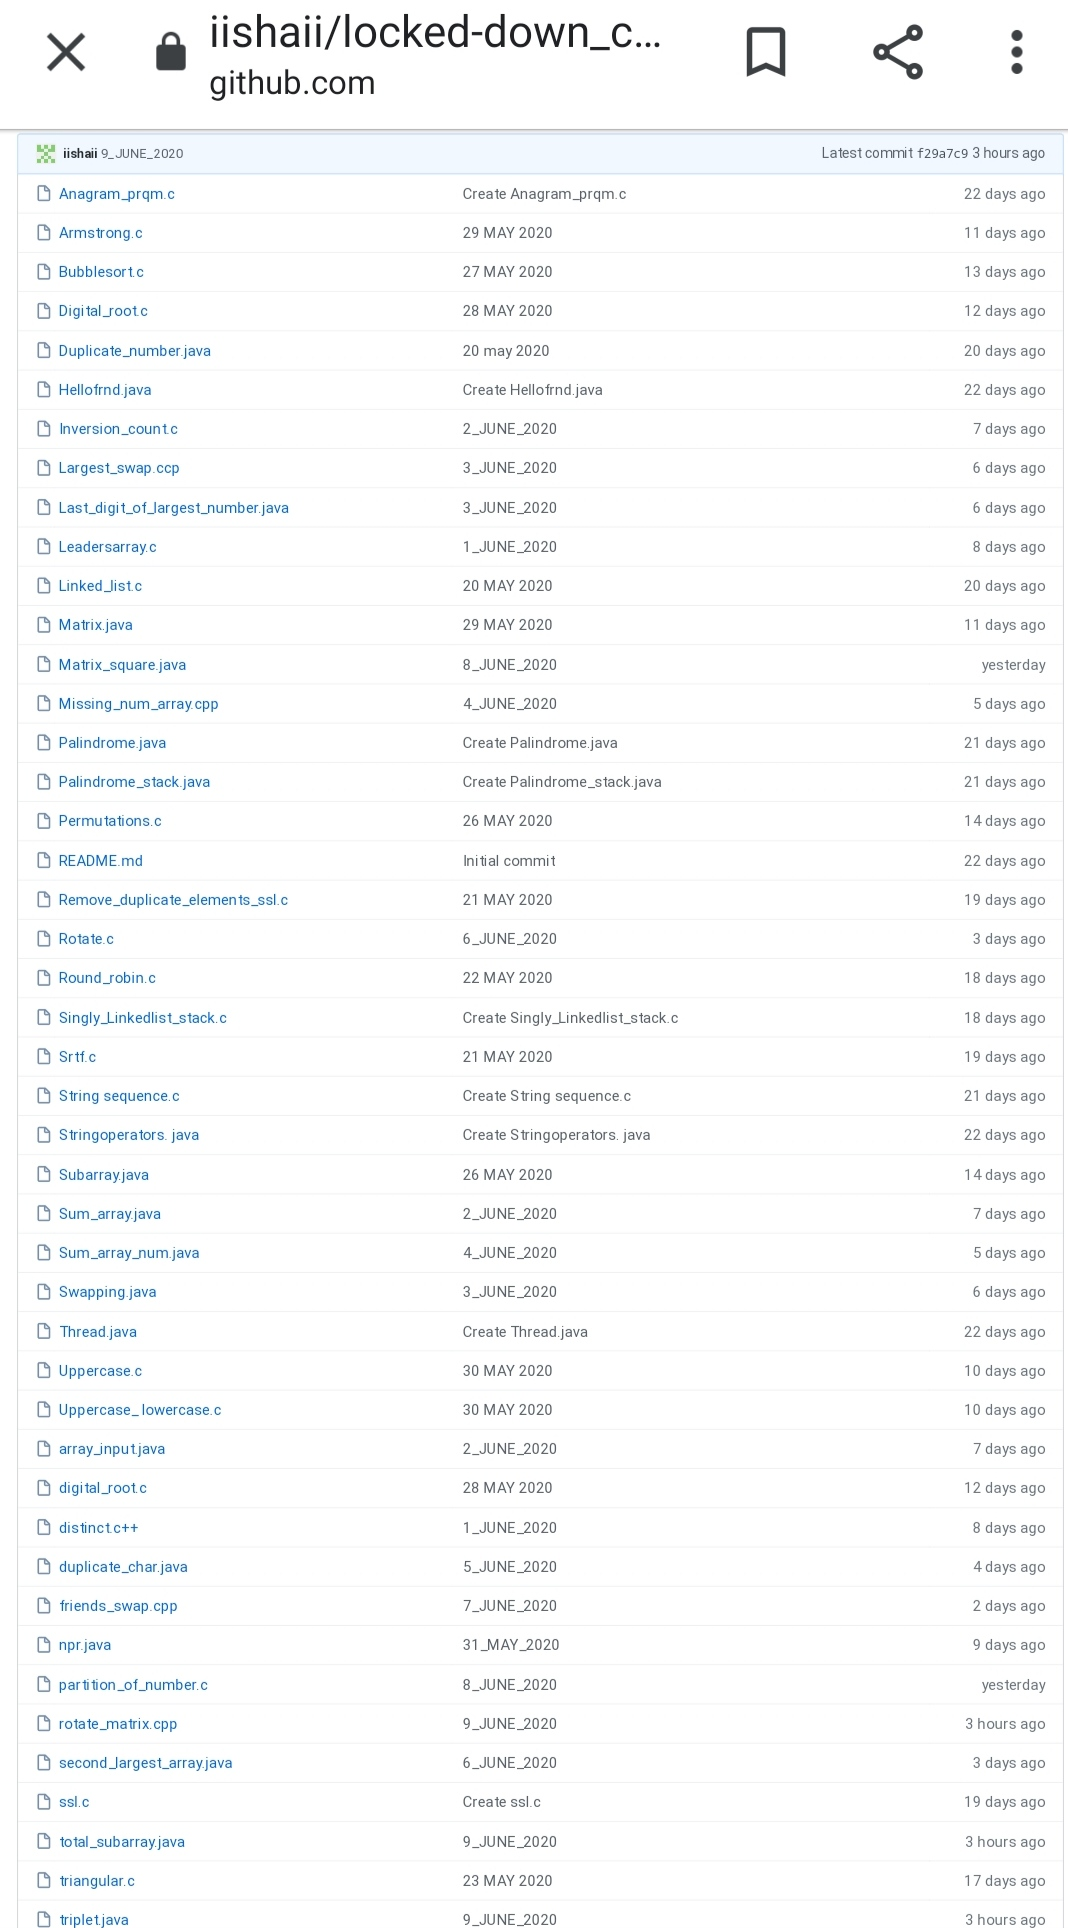 iishaii/locked-down_c...
github.com
iishaii 9_JUNE_2020 Latest commit f29a7c9 3 hours ago
Anagram_prqm.c Create Anagram_prqm.c 22 days ago
Armstrong.c 29 MAY 2020 11 days ago
Bubblesort.c 27 MAY 2020 13 days ago
Digital_root.c 28 MAY 2020 12 days ago
Duplicate_number.java 20 may 2020 20 days ago
Hellofrnd.java Create Hellofrnd.java 22 days ago
Inversion_count.c 2_JUNE_2020 7 days ago
Largest_swap.ccp 3_JUNE_2020 6 days ago
Last_digit_of_largest_number.java 3_JUNE_2020 6 days ago
Leadersarray.c 1_JUNE_2020 8 days ago
Linked_list.c 20 MAY 2020 20 days ago
Matrix.java 29 MAY 2020 11 days ago
Matrix_square.java 8_JUNE_2020 yesterday
Missing_num_array.cpp 4_JUNE_2020 5 days ago
Palindrome.java Create Palindrome.java 21 days ago
Palindrome_stack.java Create Palindrome_stack.java 21 days ago
Permutations.c 26 MAY 2020 14 days ago
README.md Initial commit 22 days ago
Remove_duplicate_elements_ssl.c 21 MAY 2020 19 days ago
Rotate.c 6_JUNE_2020 3 days ago
Round_robin.c 22 MAY 2020 18 days ago
Singly_Linkedlist_stack.c Create Singly_Linkedlist_stack.c 18 days ago
Srtf.c 21 MAY 2020 19 days ago
String sequence.c Create String sequence.c 21 days ago
Stringoperators. java Create Stringoperators. java 22 days ago
Subarray.java 26 MAY 2020 14 days ago
Sum_array.java 2_JUNE_2020 7 days ago
Sum_array_num.java 4_JUNE_2020 5 days ago
Swapping.java 3_JUNE_2020 6 days ago
Thread.java Create Thread.java 22 days ago
Uppercase.c 30 MAY 2020 10 days ago
Uppercase_ lowercase.c 30 MAY 2020 10 days ago
array_input.java 2_JUNE_2020 7 days ago
digital_root.c 28 MAY 2020 12 days ago
distinct.c++ 1_JUNE_2020 8 days ago
duplicate_char.java 5_JUNE_2020 4 days ago
friends_swap.cpp 7_JUNE_2020 2 days ago
npr.java 31_MAY_2020 9 days ago
partition_of_number.c 8_JUNE_2020 yesterday
rotate_matrix.cpp 9_JUNE_2020 3 hours ago
second_largest_array.java 6_JUNE_2020 3 days ago
ssl.c Create ssl.c 19 days ago
total_subarray.java 9_JUNE_2020 3 hours ago
triangular.c 23 MAY 2020 17 days ago
triplet.java 9_JUNE_2020 3 hours ago